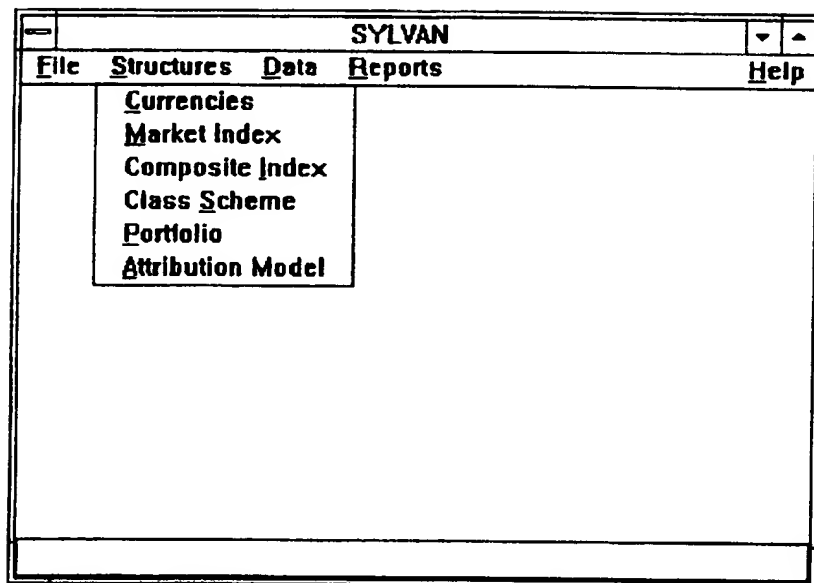 SYLVAN
File Structures Data Reports Help
Currencies
Market Index
Composite Index
Class Scheme
Portfolio
Attribution Model